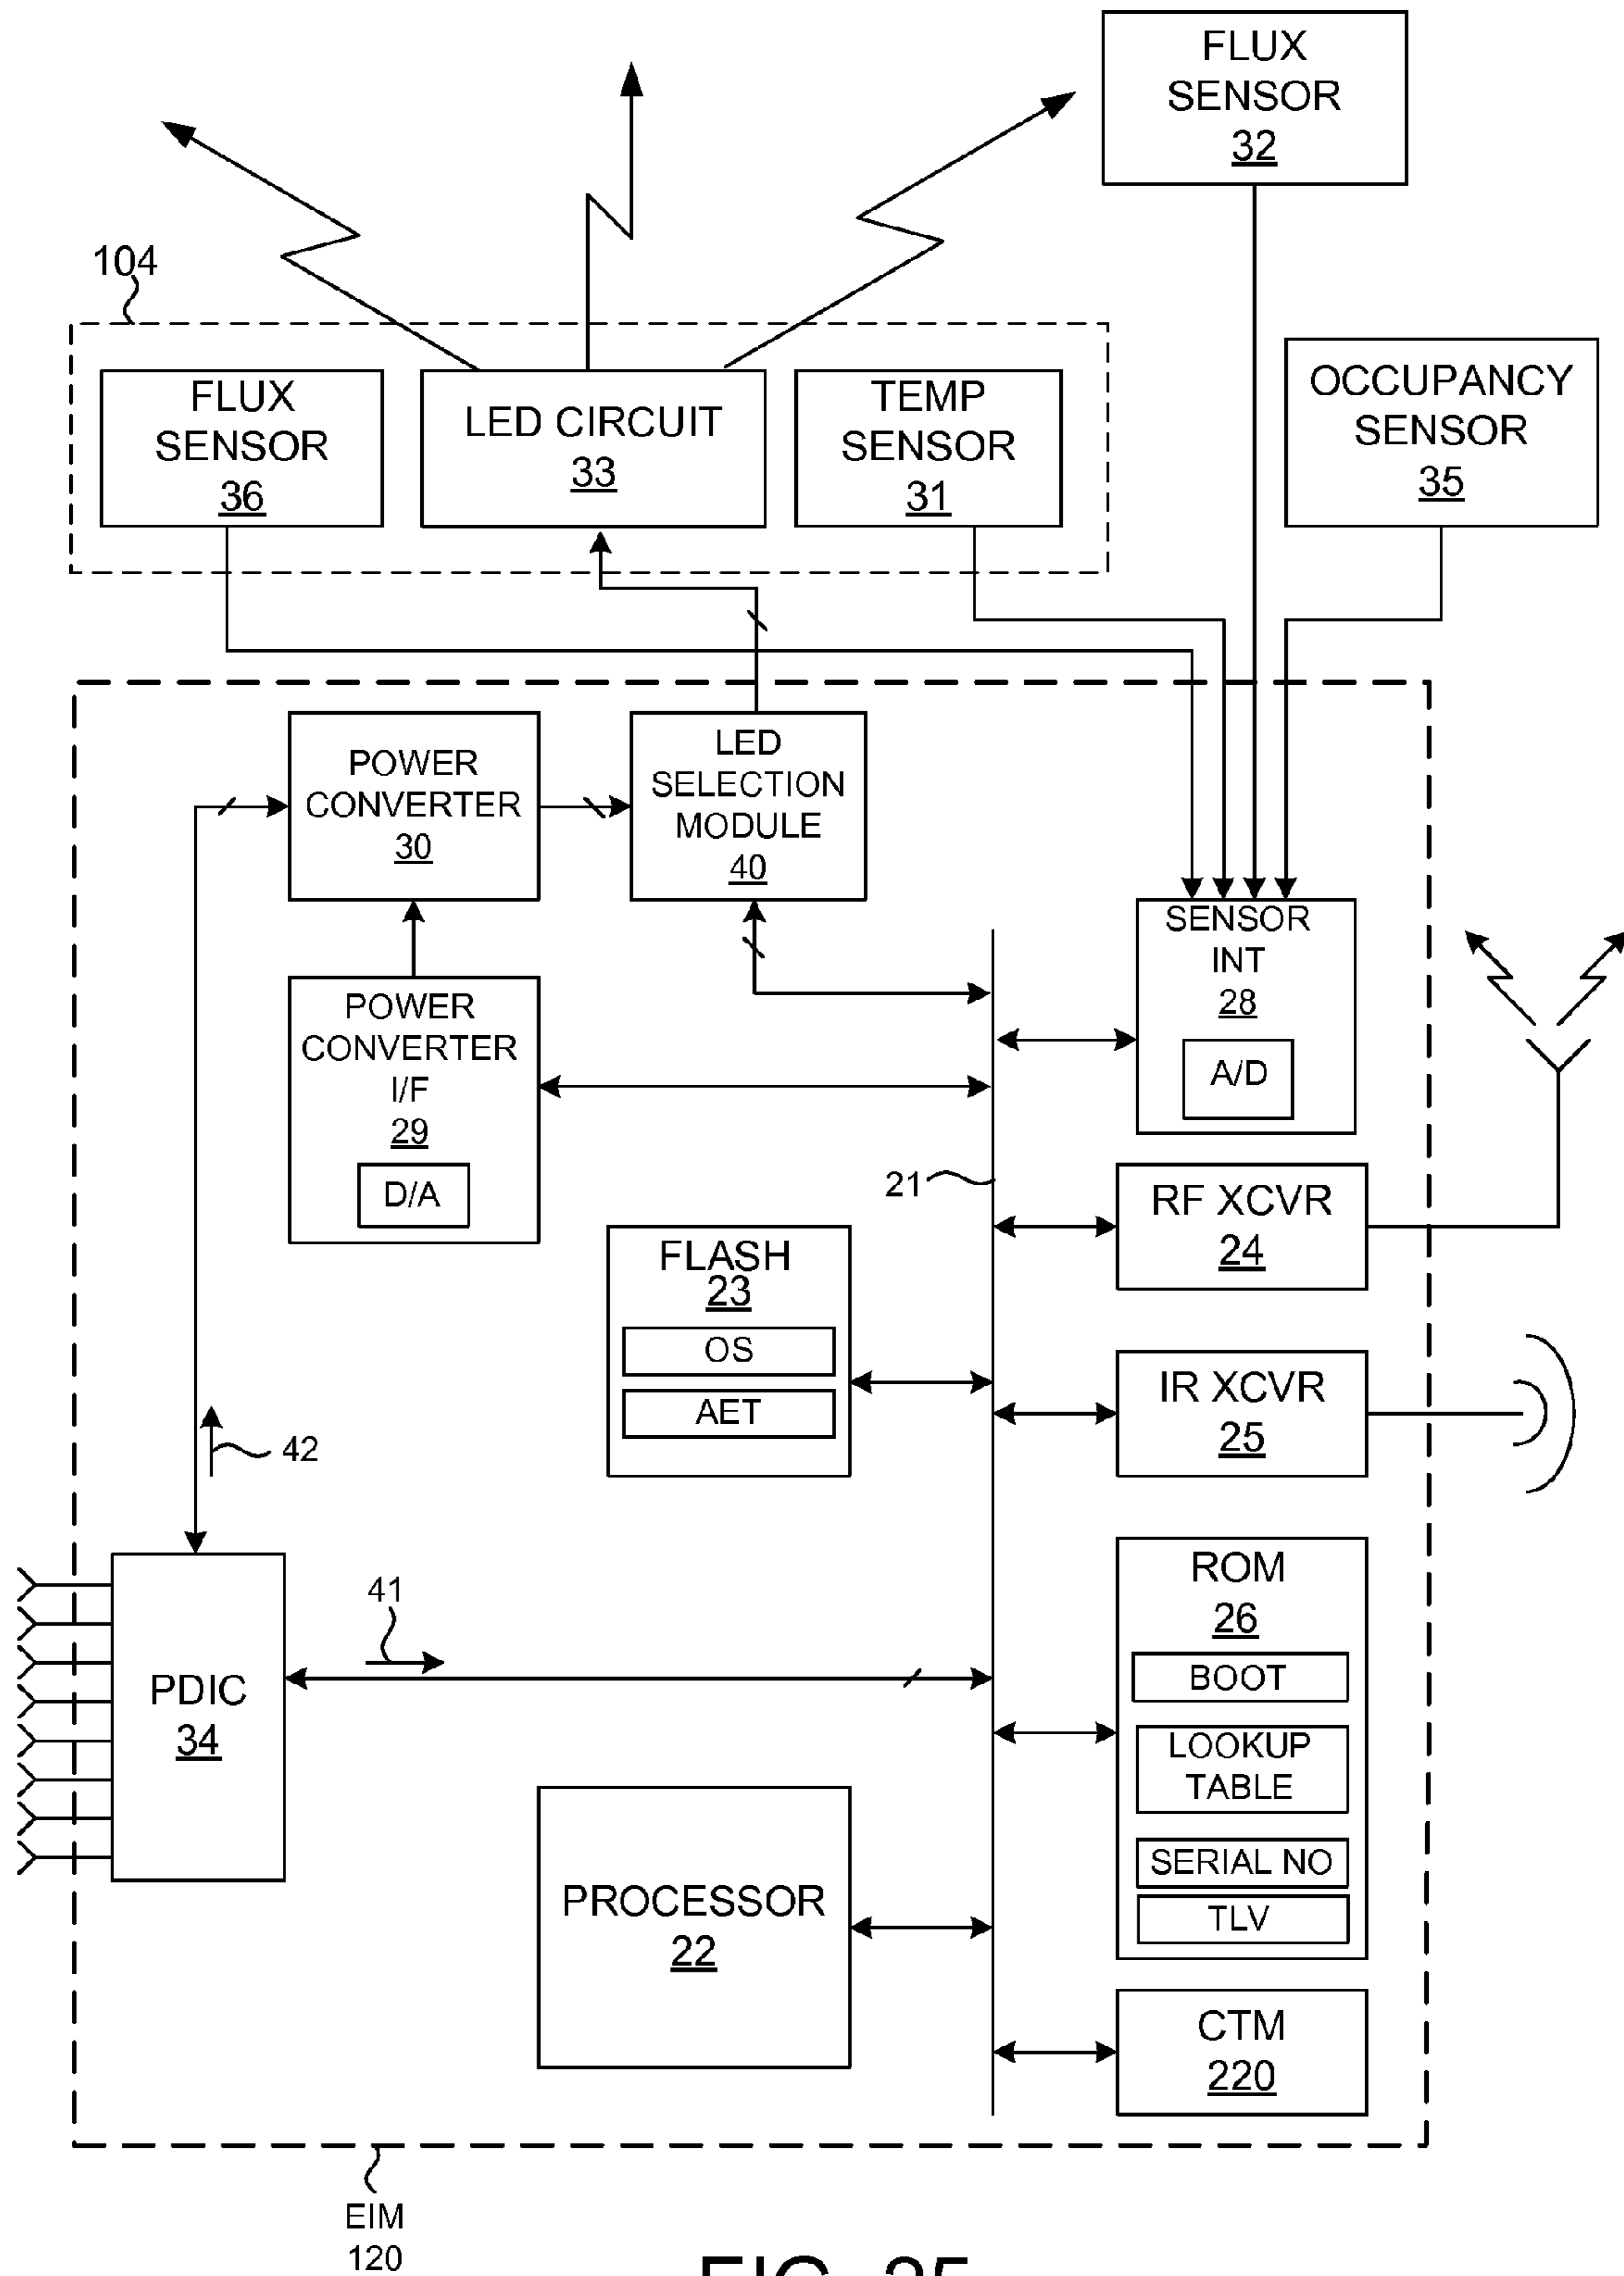 FLUX
SENSOR
32
104
FLUX
SENSOR
36
LED CIRCUIT
33
TEMP
SENSOR
31
OCCUPANCY
SENSOR
35
POWER
CONVERTER
30
LED
SELECTION
MODULE
40
SENSOR
INT
28
A/D
POWER
CONVERTER
I/F
29
D/A
21
RF XCVR
24
FLASH
23
OS
AET
IR XCVR
25
42
41
PDIC
34
ROM
26
BOOT
LOOKUP
TABLE
SERIAL NO
TLV
PROCESSOR
22
CTM
220
EIM
120
FIG. 25